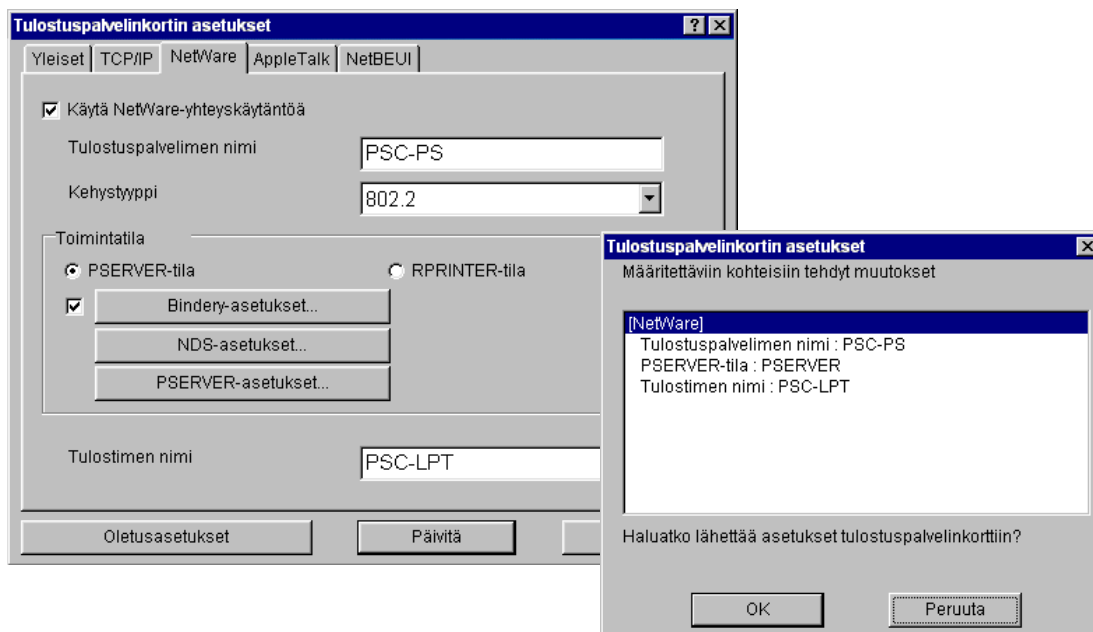 Tulostuspalvelinkortin asetukset
Yleiset TCP/IP NetWare AppleTalk NetBEUI
Käytä NetWare-yhteyskäytäntöä
Tulostuspalvelimen nimi PSC-PS
Kehystyyppi 802.2
Toimintatila
PSERVER-tila RPRINTER-tila
Bindery-asetukset...
NDS-asetukset...
PSERVER-asetukset...
Tulostimen nimi PSC-LPT
Oletusasetukset Päivitä
Tulostuspalvelinkortin asetukset
Määritettäviin kohteisiin tehdyt muutokset
[NetWare]
Tulostuspalvelimen nimi : PSC-PS
PSERVER-tila : PSERVER
Tulostimen nimi : PSC-LPT
Haluatko lähettää asetukset tulostuspalvelinkorttiin?
OK Peruuta